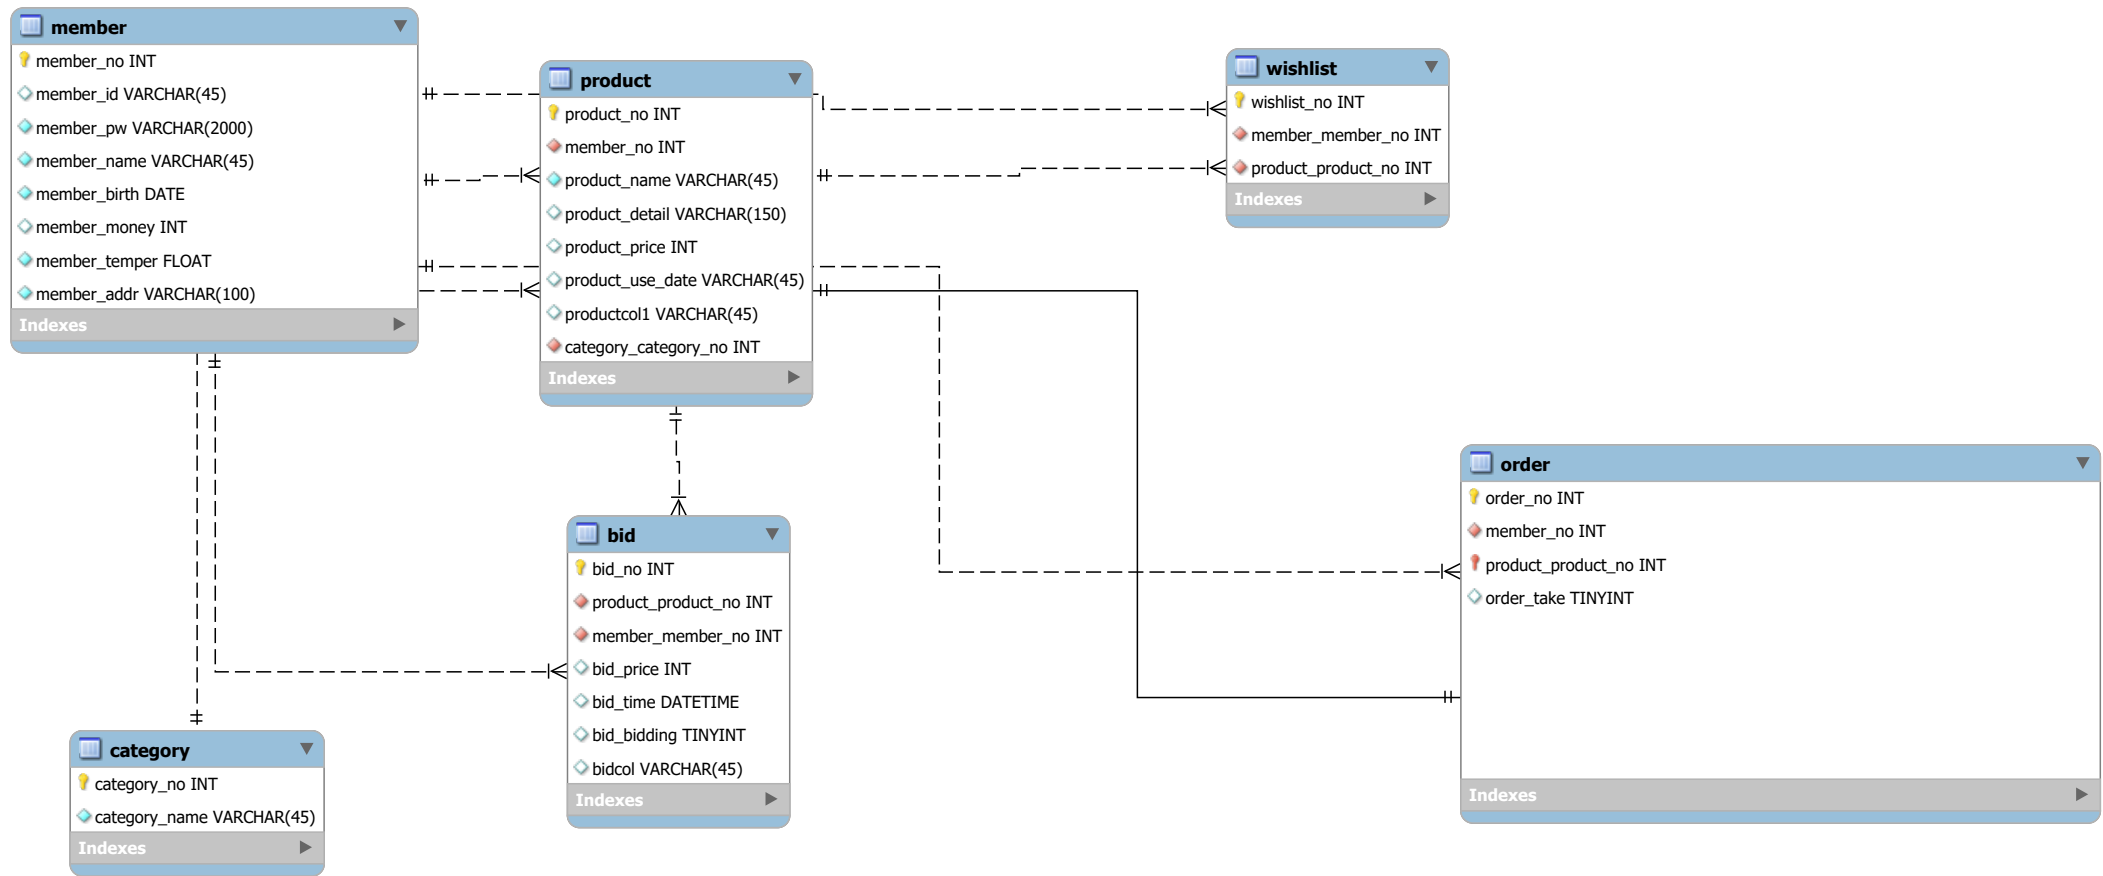 member
member_no INT
member_id VARCHAR(45)
member_pw VARCHAR(2000)
member_name VARCHAR(45)
member_birth DATE
member_money INT
member_temper FLOAT
member_addr VARCHAR(100)
Indexes
product
product_no INT
member_no INT
product_name VARCHAR(45)
product_detail VARCHAR(150)
product_price INT
product_use_date VARCHAR(45)
productcol1 VARCHAR(45)
category_category_no INT
Indexes
wishlist
wishlist_no INT
member_member_no INT
product_product_no INT
Indexes
order
order_no INT
member_no INT
product_product_no INT
order_take TINYINT
Indexes
bid
bid_no INT
product_product_no INT
member_member_no INT
bid_price INT
bid_time DATETIME
bid_bidding TINYINT
bidcol VARCHAR(45)
Indexes
category
category_no INT
category_name VARCHAR(45)
Indexes